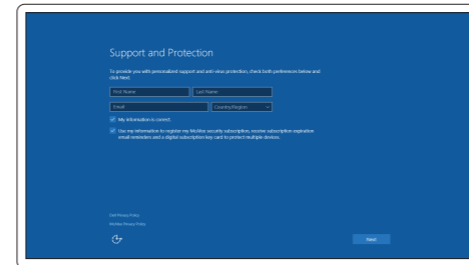 Support and Protection
To provide you with personalized support and anti-virus protection, check both preferences below and
click Next.
First Name
Last Name
Email
Country/Region
My information is correct.
Use my information to register my McAfee security subscription, receive subscription expiration
email reminders and a digital subscription key card to protect multiple devices.
Dell Privacy Policy
McAfee Privacy Policy
Next